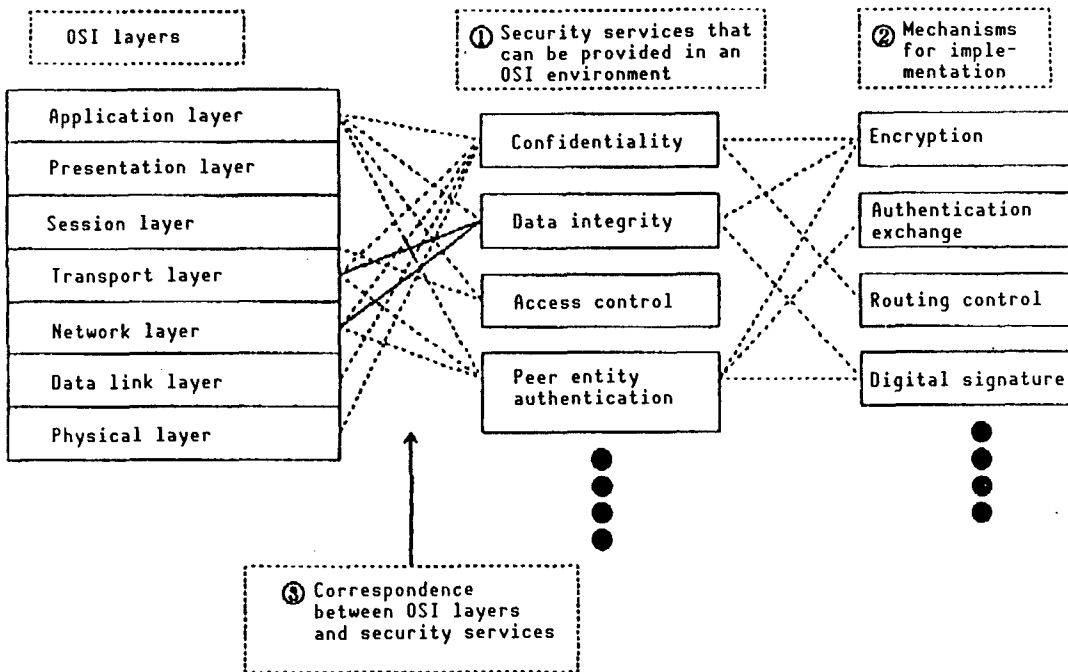 OSI layers
① Security services that
can be provided in an
OSI environment
② Mechanisms
for imple-
mentation
Application layer
Presentation layer
Session layer
Transport layer
Network layer
Data link layer
Physical layer
Confidentiality
Data integrity
Access control
Peer entity
authentication
Encryption
Authentication
exchange
Routing control
Digital signature
③ Correspondence
between OSI layers
and security services